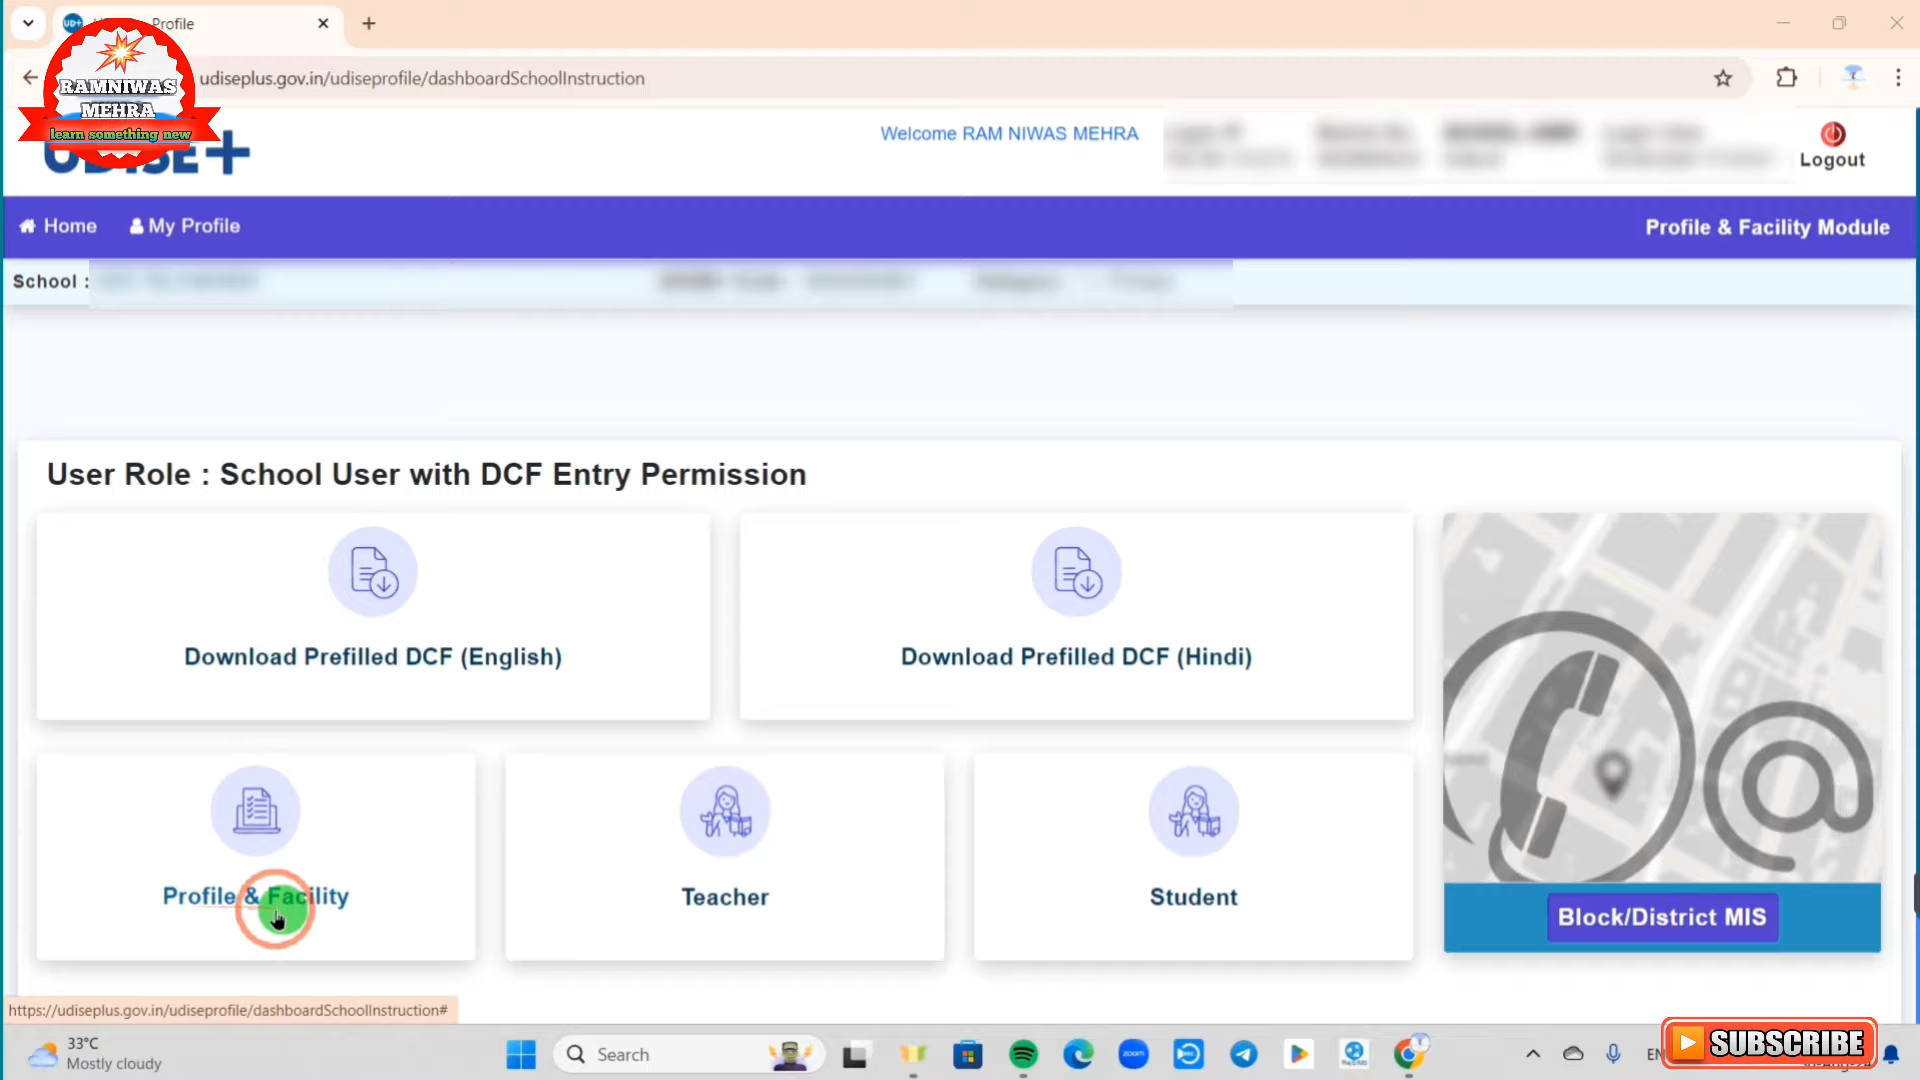 Profile
udiseplus.gov.in/udiseprofile/dashboardSchoolInstruction
RAMNIWAS
MEHRA
learn something new
UDISE+
Welcome RAM NIWAS MEHRA
Logout
Home
My Profile
Profile & Facility Module
School :
User Role : School User with DCF Entry Permission
Download Prefilled DCF (English)
Download Prefilled DCF (Hindi)
Profile & Facility
Teacher
Student
Block/District MIS
https://udiseplus.gov.in/udiseprofile/dashboardSchoolInstruction#
33°C
Mostly cloudy
Search
zoom
SUBSCRIBE